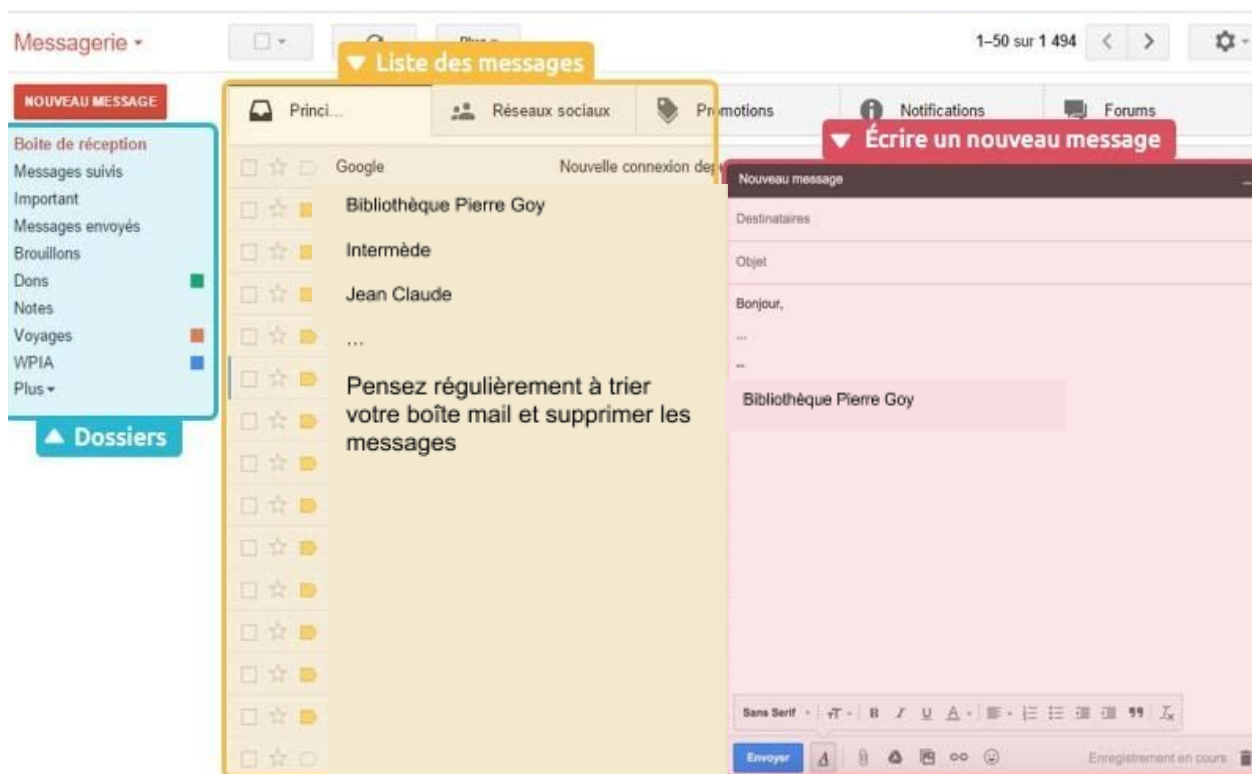 Messagerie
1–50 sur 1 494
Liste des messages
NOUVEAU MESSAGE
Princi...
Réseaux sociaux
Promotions
Notifications
Forums
Écrire un nouveau message
Boîte de réception
Messages suivis
Important
Messages envoyés
Brouillons
Dons
Notes
Voyages
WPIA
Plus
Dossiers
Google
Nouvelle connexion
Bibliothèque Pierre Goy
Intermède
Jean Claude
...
Pensez régulièrement à trier
votre boîte mail et supprimer les
messages
Nouveau message
Destinataires
Objet
Bonjour,
...
--
Bibliothèque Pierre Goy
Sans Serif
Envoyer
Enregistrement en cours